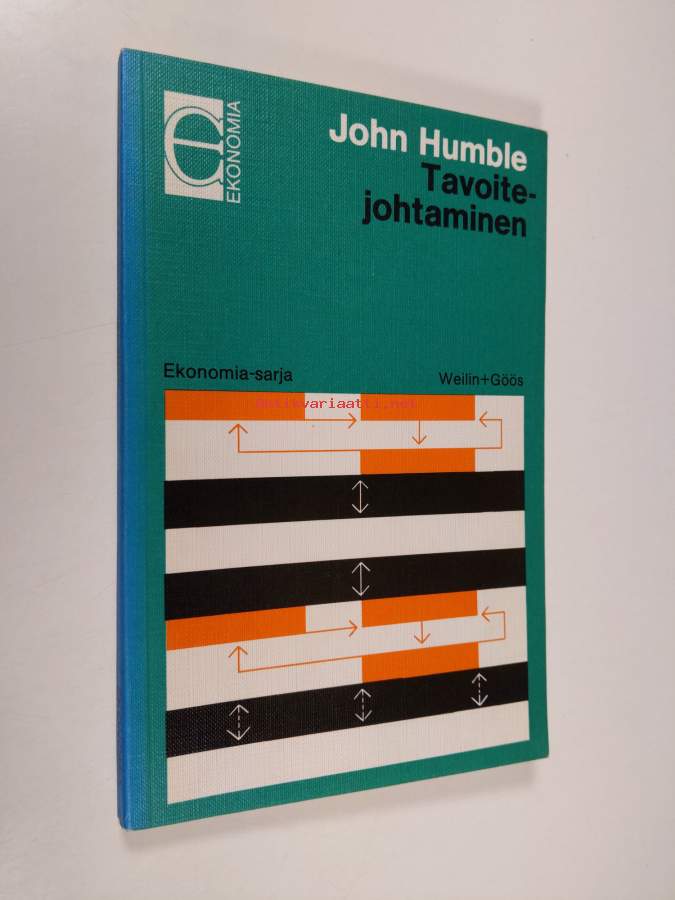 EKONOMIA
John Humble
Tavoite-
johtaminen
Ekonomia-sarja
Weilin+Göös
antikvariaatti.net